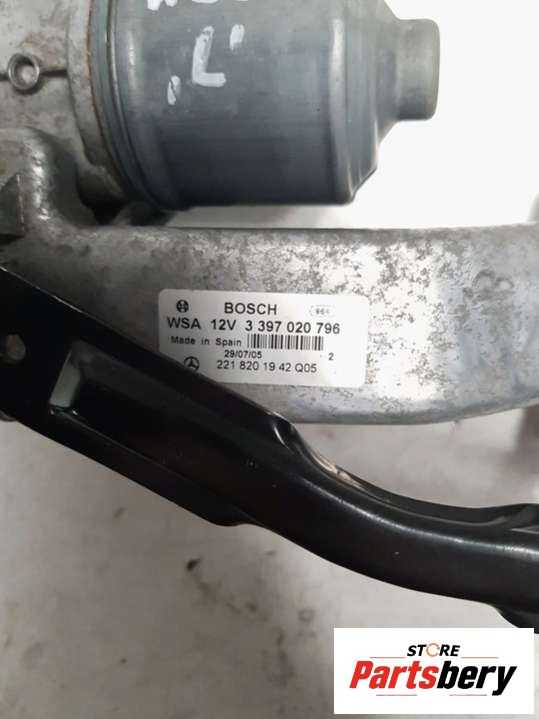 "L"
BOSCH
WSA 12V 3 397 020 796
Made in Spain
29/07/05 2
221 820 19 42 Q05
STORE
Partsbery